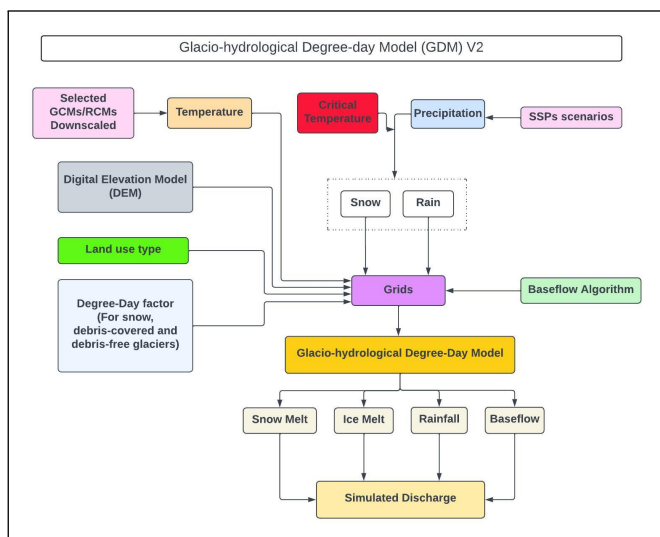 Glacio-hydrological Degree-day Model (GDM) V2
Selected
GCMs/RCMs
Downscaled
Temperature
Critical
Temperature
Precipitation
SSPs scenarios
Digital Elevation Model
(DEM)
Snow
Rain
Land use type
Grids
Baseflow Algorithm
Degree-Day factor
(For snow,
debris-covered and
debris-free glaciers)
Glacio-hydrological Degree-Day Model
Snow Melt
Ice Melt
Rainfall
Baseflow
Simulated Discharge